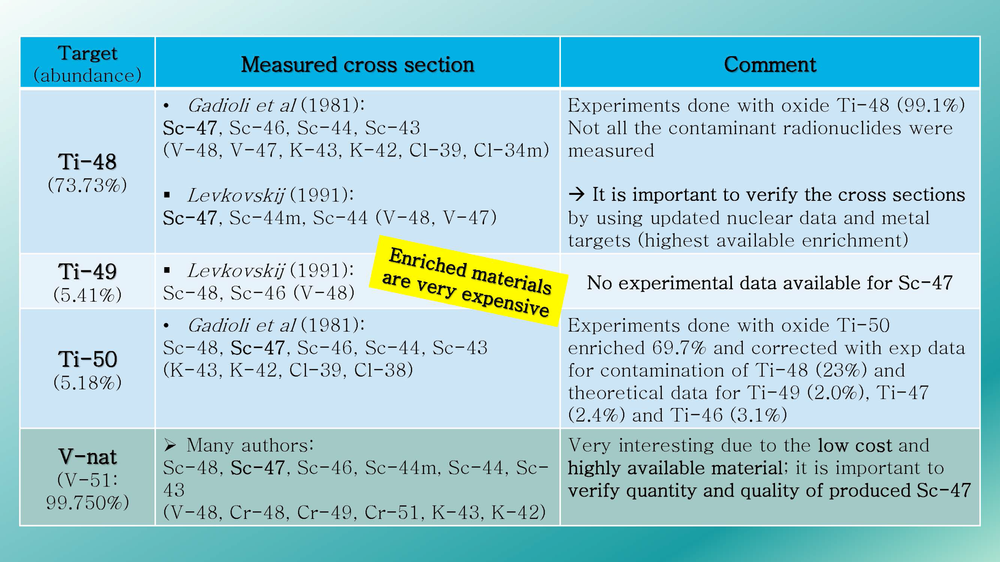 Target
(abundance)
Measured cross section
Comment
Ti-48
(73.73%)
• Gadioli et al (1981):
Sc-47, Sc-46, Sc-44, Sc-43
(V-48, V-47, K-43, K-42, Cl-39, Cl-34m)
▪ Levkovskij (1991):
Sc-47, Sc-44m, Sc-44 (V-48, V-47)
Experiments done with oxide Ti-48 (99.1%)
Not all the contaminant radionuclides were
measured
→ It is important to verify the cross sections
by using updated nuclear data and metal
targets (highest available enrichment)
Ti-49
(5.41%)
▪ Levkovskij (1991):
Sc-48, Sc-46 (V-48)
Enriched materials
are very expensive
No experimental data available for Sc-47
Ti-50
(5.18%)
• Gadioli et al (1981):
Sc-48, Sc-47, Sc-46, Sc-44, Sc-43
(K-43, K-42, Cl-39, Cl-38)
Experiments done with oxide Ti-50
enriched 69.7% and corrected with exp data
for contamination of Ti-48 (23%) and
theoretical data for Ti-49 (2.0%), Ti-47
(2.4%) and Ti-46 (3.1%)
V-nat
(V-51:
99.750%)
➢ Many authors:
Sc-48, Sc-47, Sc-46, Sc-44m, Sc-44, Sc-
43
(V-48, Cr-48, Cr-49, Cr-51, K-43, K-42)
Very interesting due to the low cost and
highly available material; it is important to
verify quantity and quality of produced Sc-47